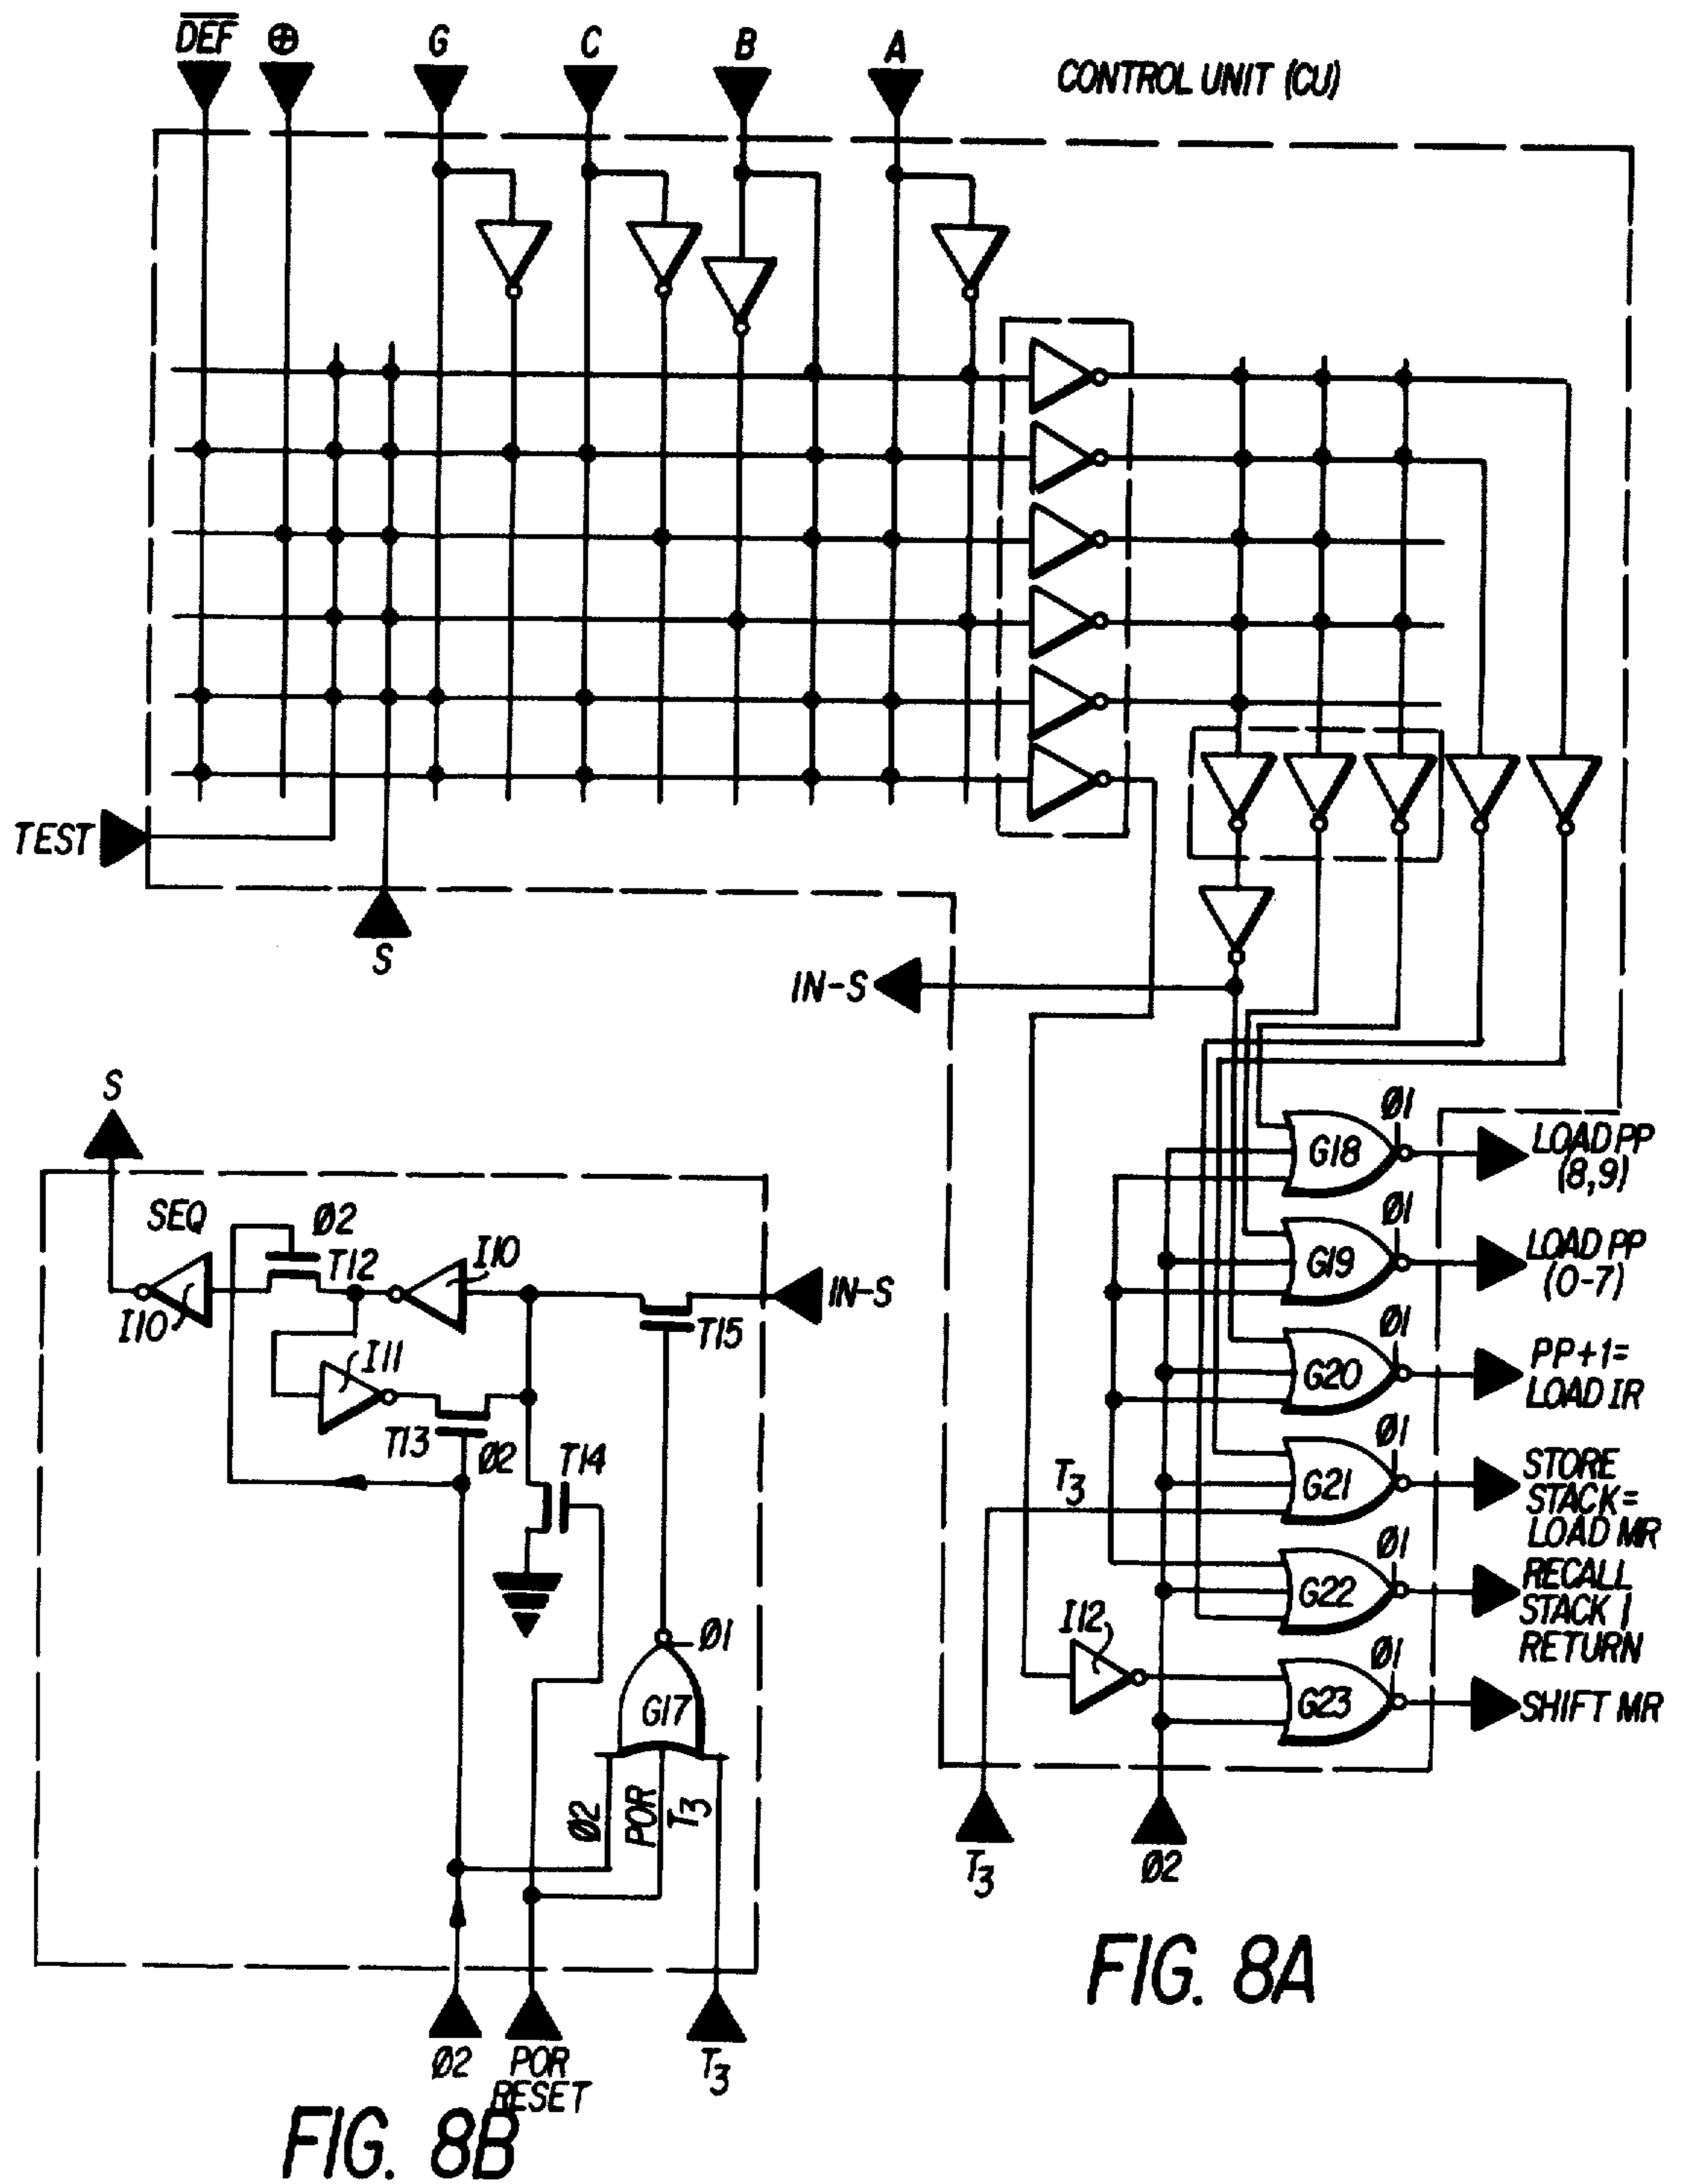 DEF ⊕ G C B A
CONTROL UNIT (CU)
TEST
S
IN-S
S
SEQ
Ø2
T12
I10
I10
I11
T13
Ø2
T14
T15
IN-S
G17
Ø1
Ø2
POR
T3
Ø2
POR
RESET
T3
FIG. 8B
G18
Ø1
LOAD PP
(8,9)
G19
Ø1
LOAD PP
(0-7)
G20
Ø1
PP+1=
LOAD IR
T3
G21
Ø1
STORE
STACK=
LOAD MR
G22
Ø1
RECALL
STACK 1
RETURN
I12
G23
Ø1
SHIFT MR
T3
Ø2
FIG. 8A